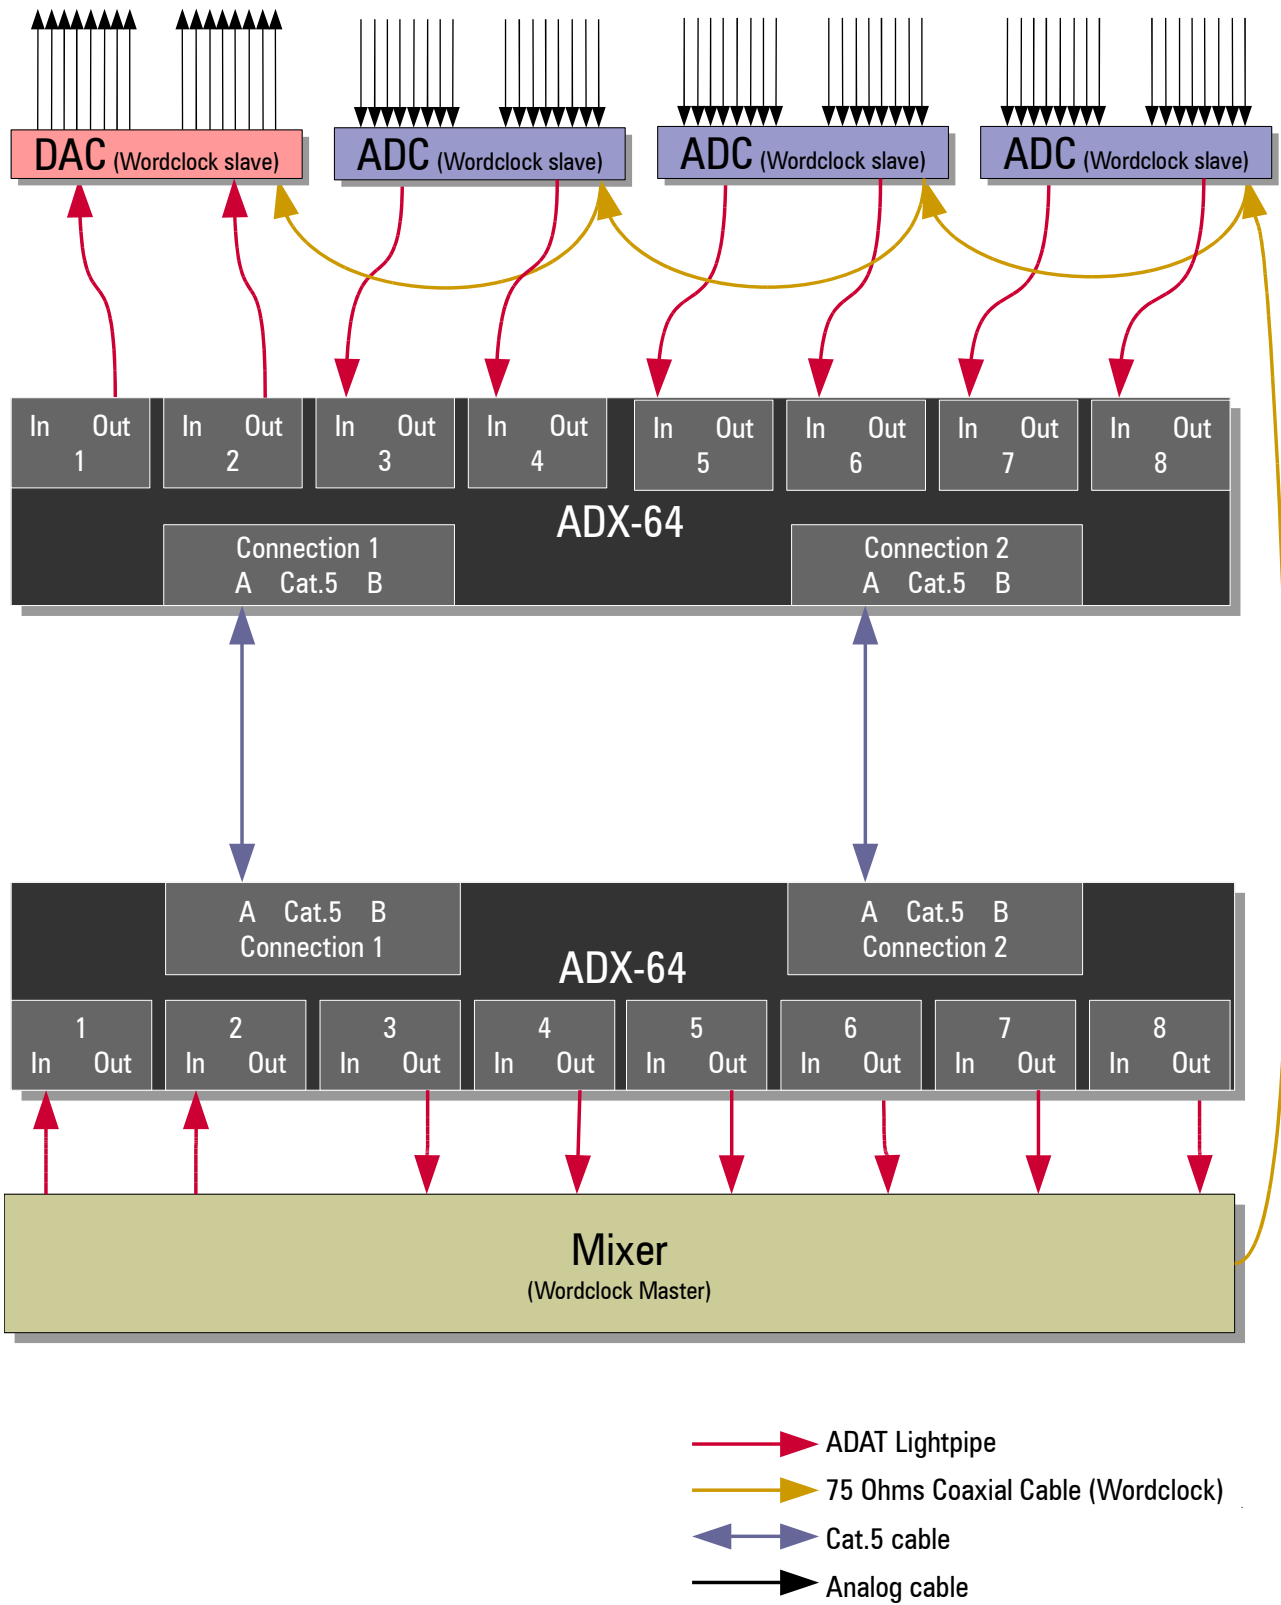 DAC (Wordclock slave) ADC (Wordclock slave) ADC (Wordclock slave) ADC (Wordclock slave)
In Out In Out In Out In Out In Out In Out In Out In Out
1 2 3 4 5 6 7 8
ADX-64
Connection 1 Connection 2
A Cat.5 B A Cat.5 B
A Cat.5 B A Cat.5 B
Connection 1 Connection 2
ADX-64
1 2 3 4 5 6 7 8
In Out In Out In Out In Out In Out In Out In Out In Out
Mixer
(Wordclock Master)
ADAT Lightpipe
75 Ohms Coaxial Cable (Wordclock)
Cat.5 cable
Analog cable